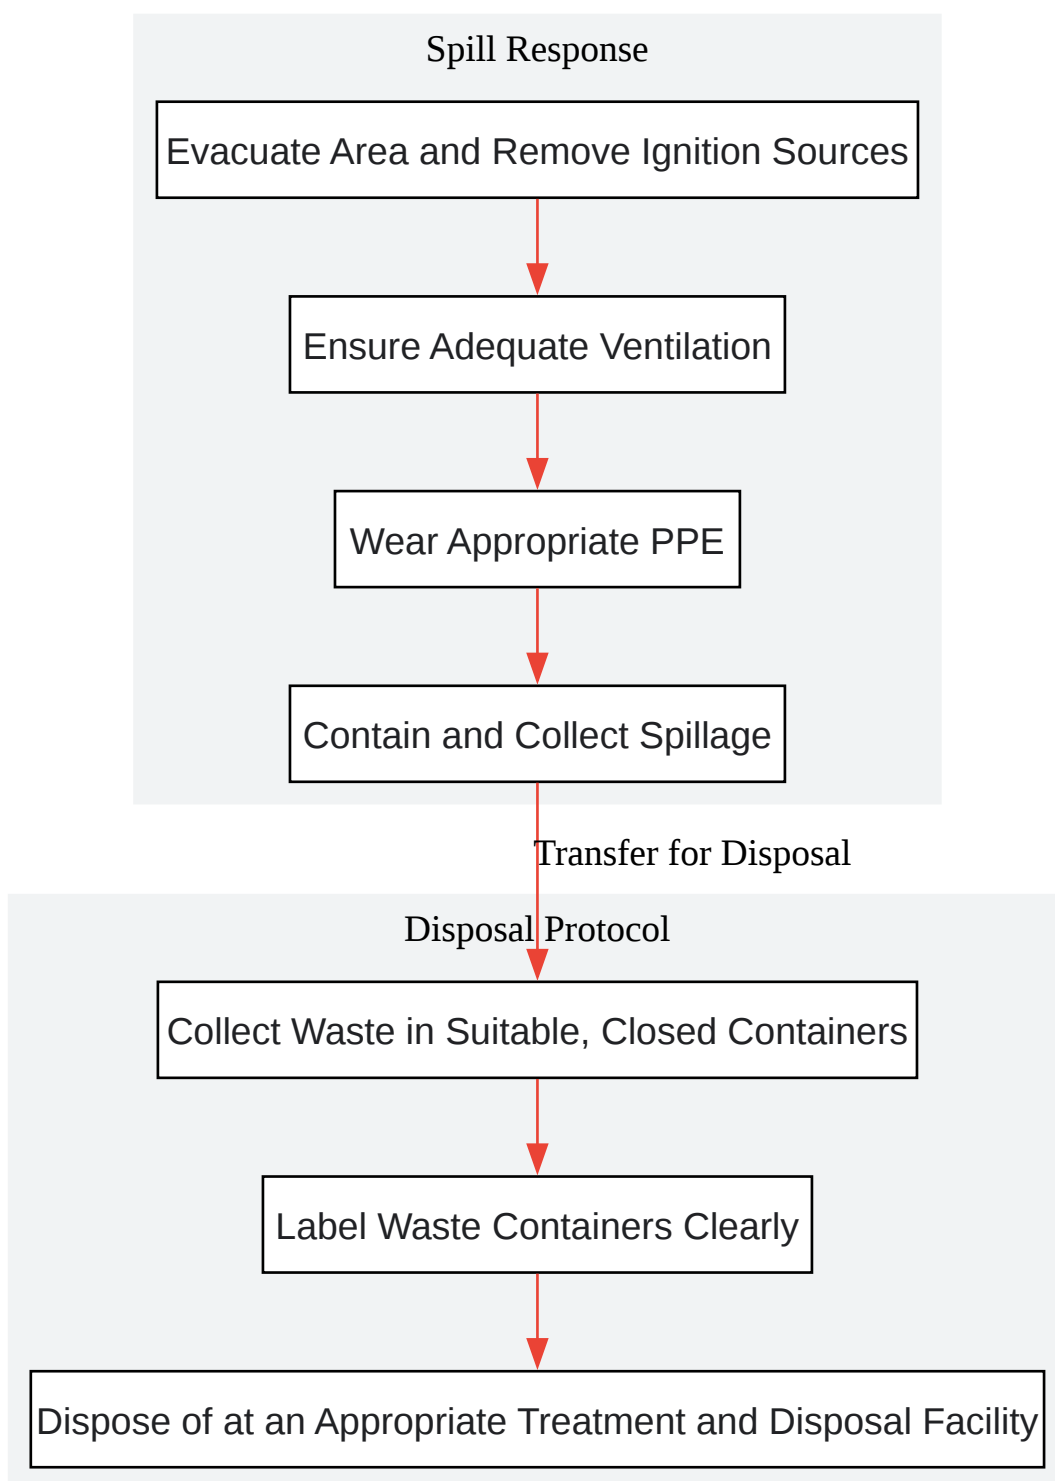 Spill Response
Evacuate Area and Remove Ignition Sources
Ensure Adequate Ventilation
Wear Appropriate PPE
Contain and Collect Spillage
Transfer for Disposal
Disposal Protocol
Collect Waste in Suitable, Closed Containers
Label Waste Containers Clearly
Dispose of at an Appropriate Treatment and Disposal Facility